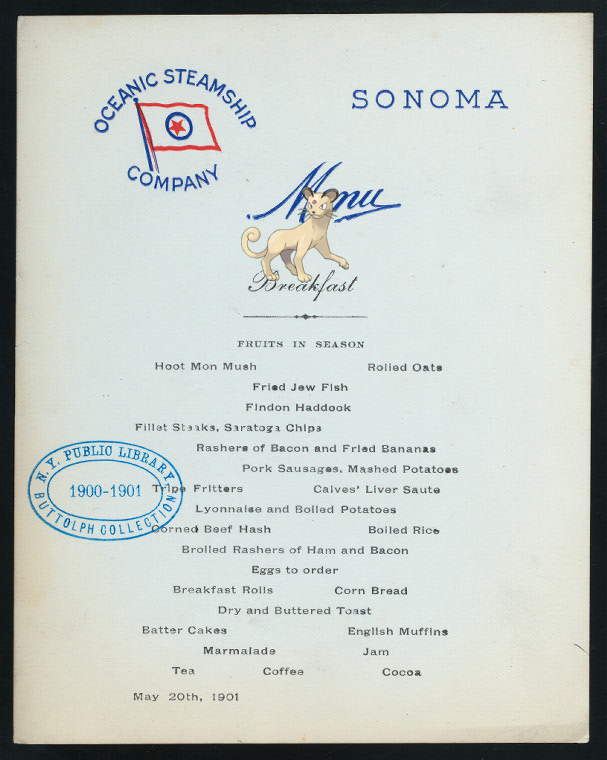 OCEANIC STEAMSHIP
COMPANY
SONOMA
Menu
Breakfast
FRUITS IN SEASON
Hoot Mon Mush Rolled Oats
Fried Jew Fish
Findon Haddock
Fillet Steaks, Saratoga Chips
Rashers of Bacon and Fried Bananas
Pork Sausages, Mashed Potatoes
Tripe Fritters Calves' Liver Saute
Lyonnaise and Boiled Potatoes
Corned Beef Hash Boiled Rice
Broiled Rashers of Ham and Bacon
Eggs to order
Breakfast Rolls Corn Bread
Dry and Buttered Toast
Batter Cakes English Muffins
Marmalade Jam
Tea Coffee Cocoa
May 20th, 1901
N. Y. PUBLIC LIBRARY
1900-1901
BUTTOLPH COLLECTION